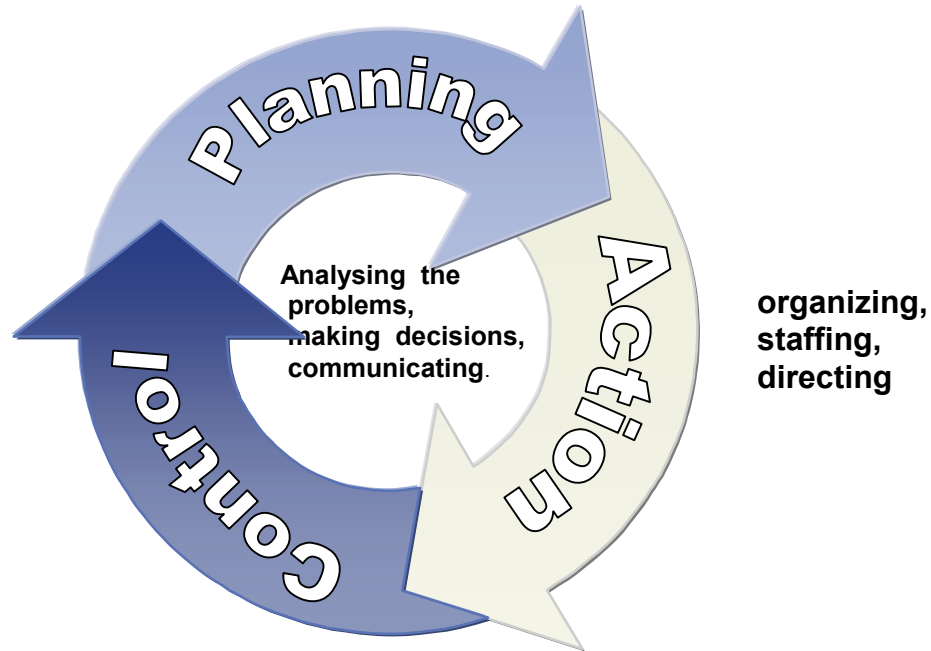 Planning
Action
Control
Analysing the
problems,
making decisions,
communicating.
organizing,
staffing,
directing